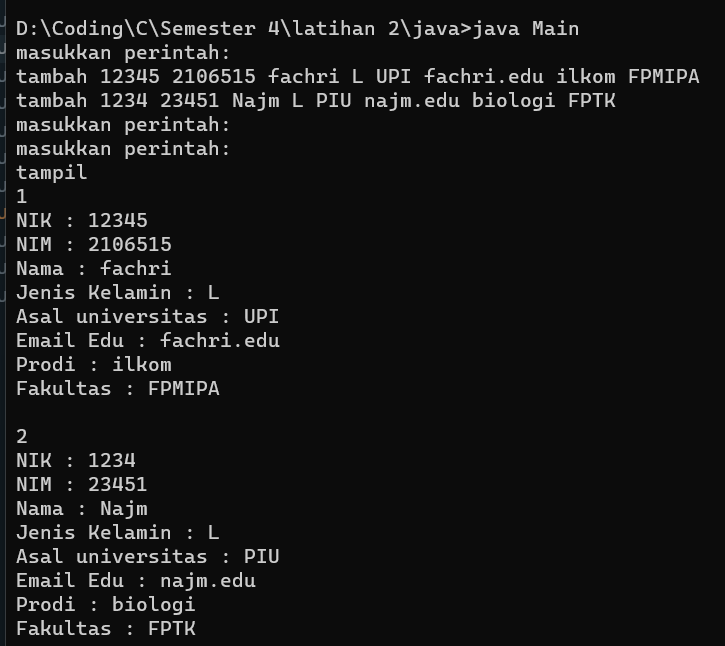 D:\Coding\C\Semester 4\latihan 2\java>java Main
masukkan perintah:
tambah 12345 2106515 fachri L UPI fachri.edu ilkom FPMIPA
tambah 1234 23451 Najm L PIU najm.edu biologi FPTK
masukkan perintah:
masukkan perintah:
tampil
1
NIK : 12345
NIM : 2106515
Nama : fachri
Jenis Kelamin : L
Asal universitas : UPI
Email Edu : fachri.edu
Prodi : ilkom
Fakultas : FPMIPA

2
NIK : 1234
NIM : 23451
Nama : Najm
Jenis Kelamin : L
Asal universitas : PIU
Email Edu : najm.edu
Prodi : biologi
Fakultas : FPTK